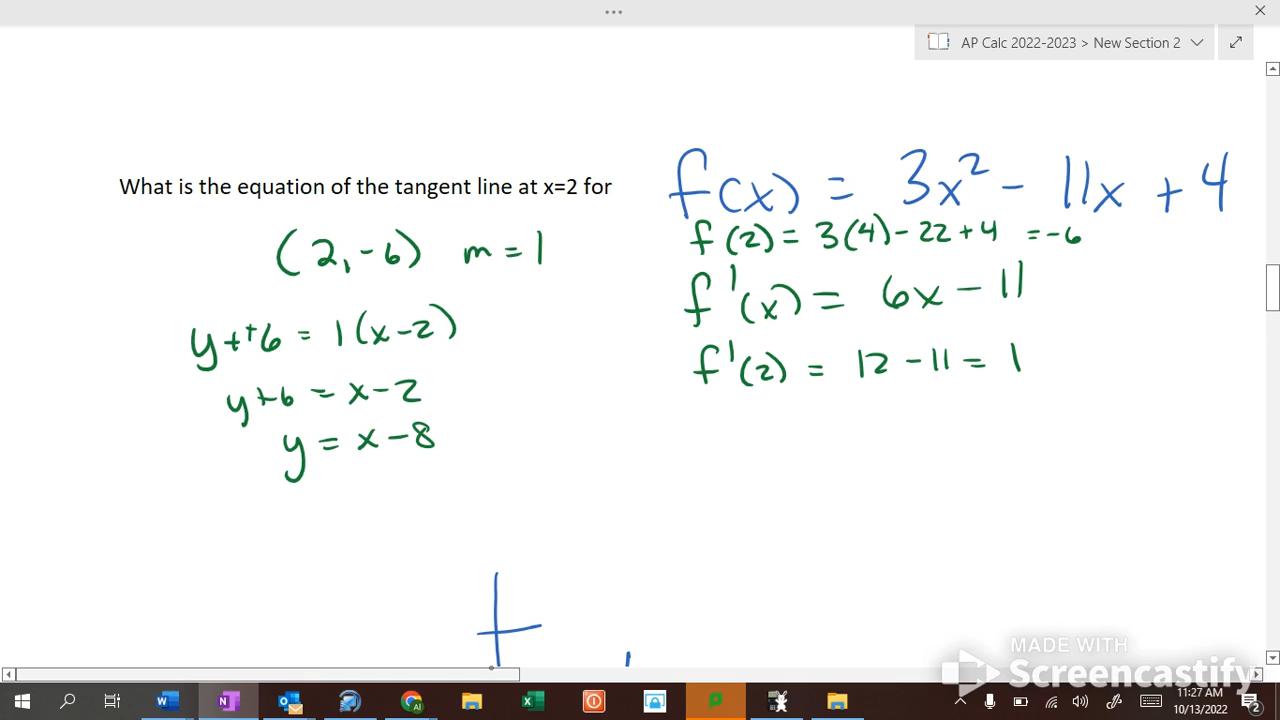 AP Calc 2022-2023 > New Section 2
What is the equation of the tangent line at x=2 for
f(x) = 3x² - 11x + 4
f(2) = 3(4) - 22 + 4 = -6
(2, -6) m = 1
f'(x) = 6x - 11
y++6 = 1(x-2)
f'(2) = 12 - 11 = 1
y+6 = x-2
y = x-8
MADE WITH
Screencastify
11:27 AM
10/13/2022
2